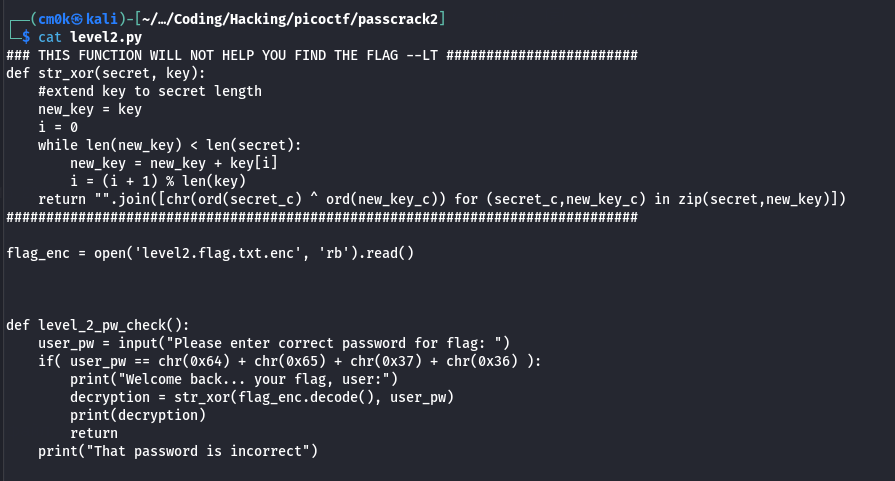 ┌──(cm0k㉿kali)-[~/…/Coding/Hacking/picoctf/passcrack2]
└─$ cat level2.py
### THIS FUNCTION WILL NOT HELP YOU FIND THE FLAG --LT ########################
def str_xor(secret, key):
    #extend key to secret length
    new_key = key
    i = 0
    while len(new_key) < len(secret):
        new_key = new_key + key[i]
        i = (i + 1) % len(key)
    return "".join([chr(ord(secret_c) ^ ord(new_key_c)) for (secret_c,new_key_c) in zip(secret,new_key)])
###############################################################################

flag_enc = open('level2.flag.txt.enc', 'rb').read()

def level_2_pw_check():
    user_pw = input("Please enter correct password for flag: ")
    if( user_pw == chr(0x64) + chr(0x65) + chr(0x37) + chr(0x36) ):
        print("Welcome back... your flag, user:")
        decryption = str_xor(flag_enc.decode(), user_pw)
        print(decryption)
        return
    print("That password is incorrect")